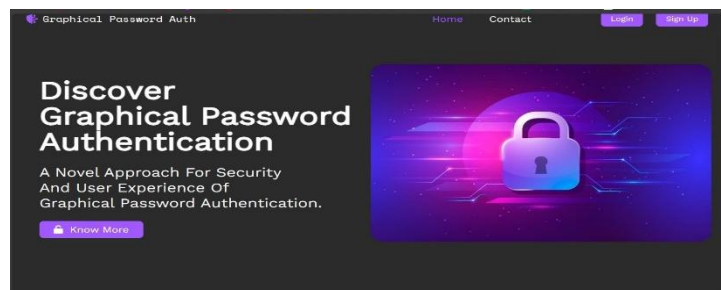 Graphical Password Auth
Home
Contact
Login
Sign Up
Discover
Graphical Password
Authentication
A Novel Approach For Security
And User Experience Of
Graphical Password Authentication.
Know More